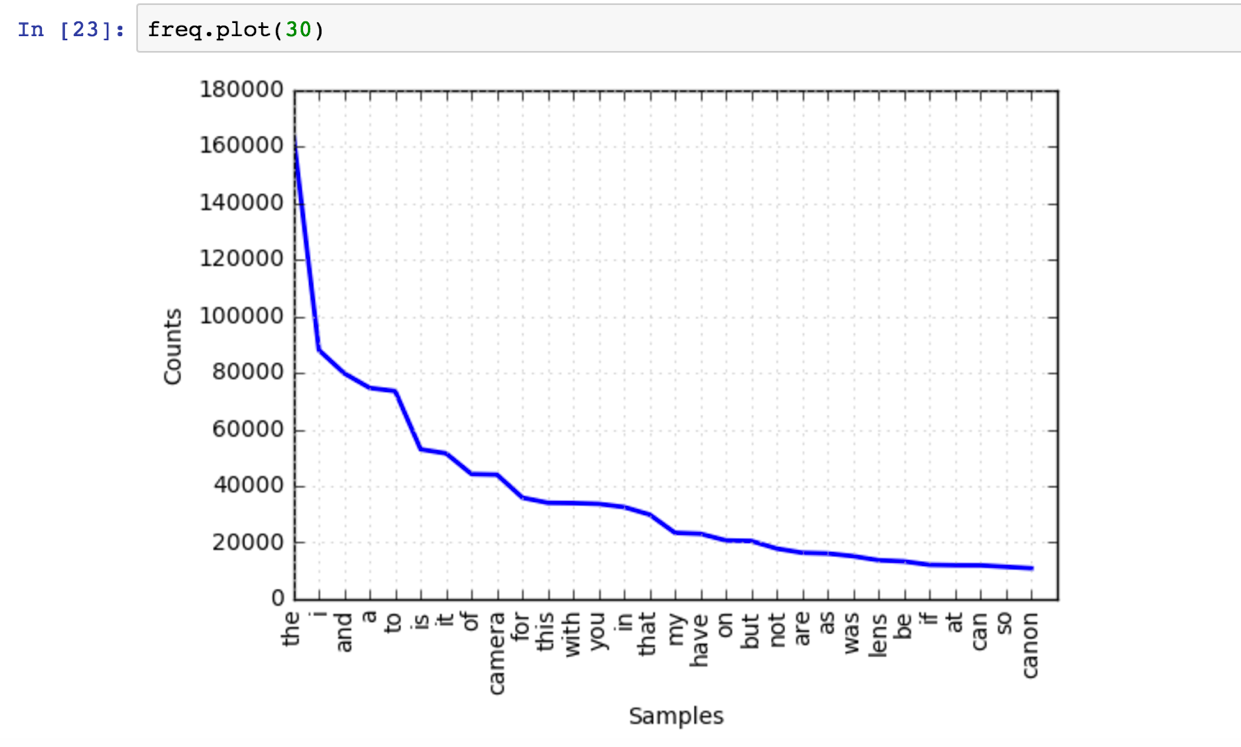 In [23]: freq.plot(30)
180000
160000
140000
120000
100000
80000
60000
40000
20000
0
Counts
the
i
and
a
to
is
it
of
camera
for
this
with
you
in
that
my
have
on
but
not
are
as
was
lens
be
if
at
can
so
canon
Samples